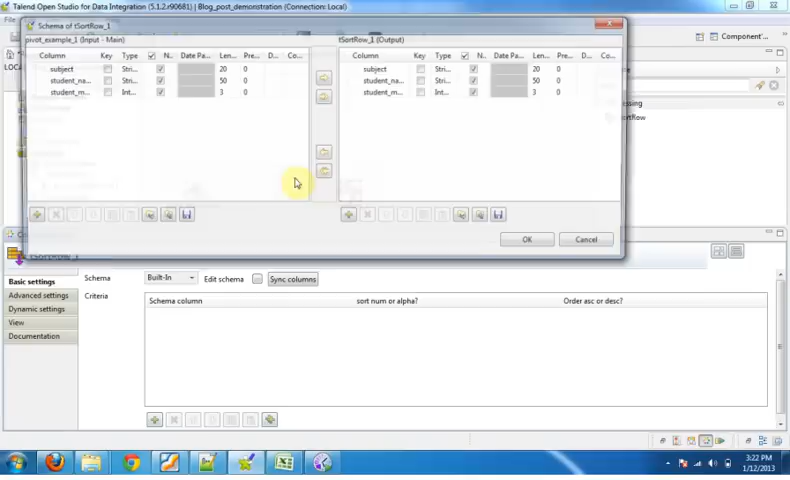 Talend Open Studio for Data Integration (5.1.2.r90681) | Blog_post_demonstration (Connection: Local)
File
Schema of tSortRow_1
Component'...
pivot_example_1 (Input - Main)
tSortRow_1 (Output)
Column Key Type N.. Date Pa... Len... Pre... D... Co...
subject Stri... 20 0
student_na... Stri... 50 0
student_m... Int... 3 0
Column Key Type N.. Date Pa... Len... Pre... D... Co...
subject Stri... 20 0
student_na... Stri... 50 0
student_m... Int... 3 0
LOCA
essing
ortRow
OK
Cancel
Basic settings
Advanced settings
Dynamic settings
View
Documentation
Schema
Built-In
Edit schema
...
Sync columns
Criteria
Schema column
sort num or alpha?
Order asc or desc?
3:22 PM
1/12/2013